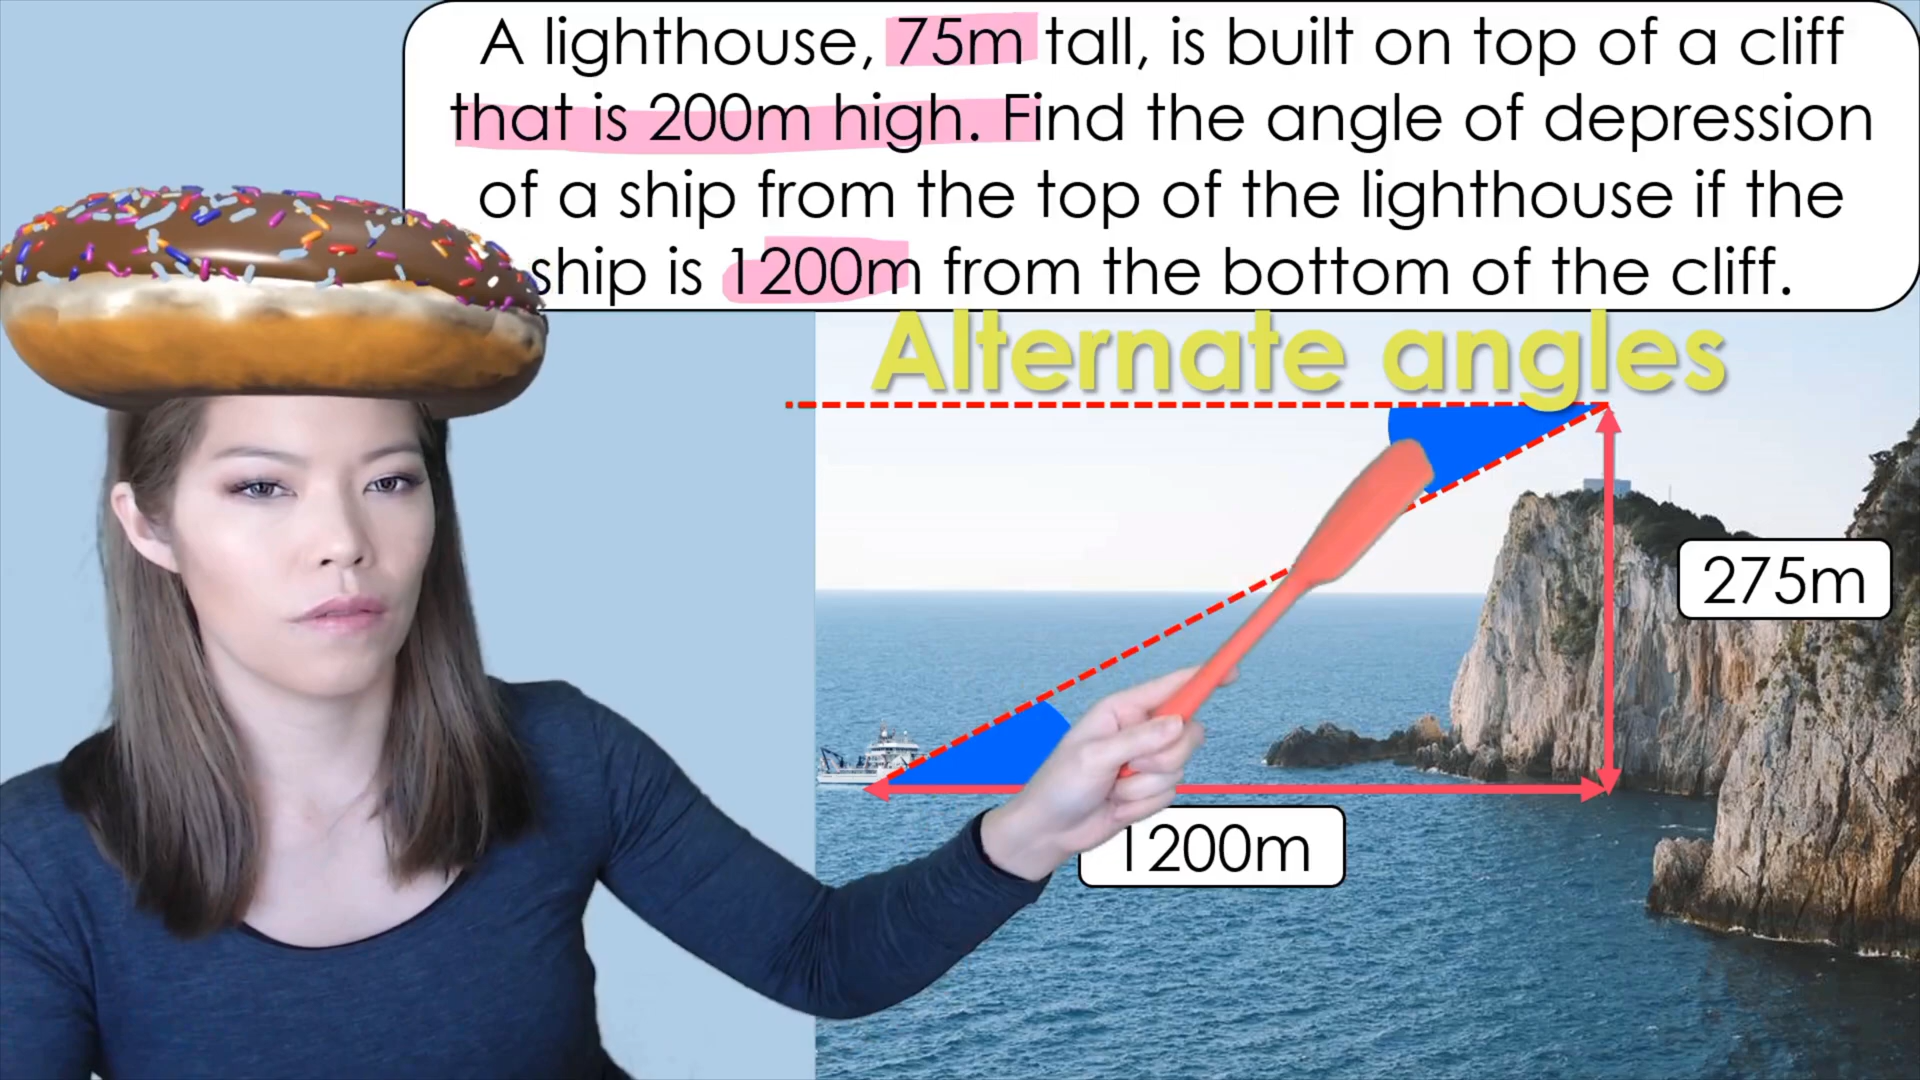 A lighthouse, 75m tall, is built on top of a cliff
that is 200m high. Find the angle of depression
of a ship from the top of the lighthouse if the
ship is 1200m from the bottom of the cliff.
Alternate angles
275m
1200m